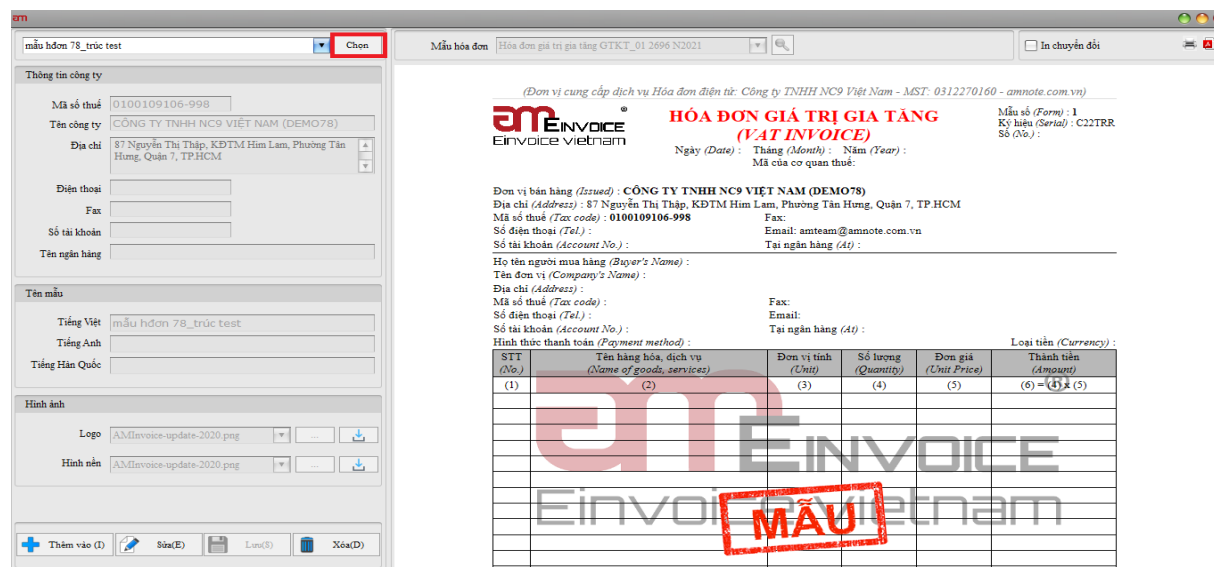 am
mẫu hđơn 78_trúc test
Chọn
Mẫu hóa đơn
Hóa đơn giá trị gia tăng GTKT_01 2696 N2021
In chuyển đổi
Thông tin công ty
Mã số thuế
0100109106-998
Tên công ty
CÔNG TY TNHH NC9 VIỆT NAM (DEMO78)
Địa chỉ
87 Nguyễn Thị Thập, KĐTM Him Lam, Phường Tân
Hưng, Quận 7, TP.HCM
Điện thoại
Fax
Số tài khoản
Tên ngân hàng
Tên mẫu
Tiếng Việt
mẫu hđơn 78_trúc test
Tiếng Anh
Tiếng Hàn Quốc
Hình ảnh
Logo
AMInvoice-update-2020.png
...
Hình nền
AMInvoice-update-2020.png
...
Thêm vào (I)
Sửa(E)
Lưu(S)
Xóa(D)
(Đơn vị cung cấp dịch vụ Hóa đơn điện tử: Công ty TNHH NC9 Việt Nam - MST: 0312270160 - amnote.com.vn)
am EINVOICE ®
Einvoice vietnam
HÓA ĐƠN GIÁ TRỊ GIA TĂNG
(VAT INVOICE)
Ngày (Date) : Tháng (Month) : Năm (Year) :
Mã của cơ quan thuế:
Mẫu số (Form) : 1
Ký hiệu (Serial) : C22TRR
Số (No.) :
Đơn vị bán hàng (Issued) : CÔNG TY TNHH NC9 VIỆT NAM (DEMO78)
Địa chỉ (Address) : 87 Nguyễn Thị Thập, KĐTM Him Lam, Phường Tân Hưng, Quận 7, TP.HCM
Mã số thuế (Tax code) : 0100109106-998 Fax:
Số điện thoại (Tel.) : Email: amteam@amnote.com.vn
Số tài khoản (Account No.) : Tại ngân hàng (At) :
Họ tên người mua hàng (Buyer's Name) :
Tên đơn vị (Company's Name) :
Địa chỉ (Address) :
Mã số thuế (Tax code) : Fax:
Số điện thoại (Tel.) : Email:
Số tài khoản (Account No.) : Tại ngân hàng (At) :
Hình thức thanh toán (Payment method) : Loại tiền (Currency) :
STT Tên hàng hóa, dịch vụ Đơn vị tính Số lượng Đơn giá Thành tiền
(No.) (Name of goods, services) (Unit) (Quantity) (Unit Price) (Amount)
(1) (2) (3) (4) (5) (6) = (4) x (5)
am EINVOICE ®
Einvoice vietnam
MẪU